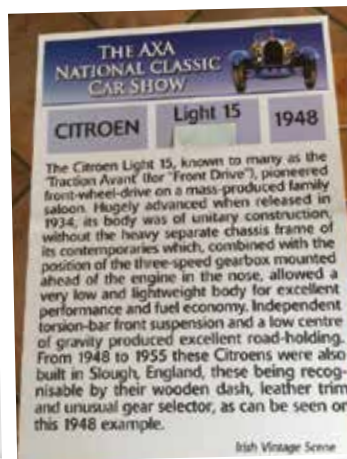 THE AXA
NATIONAL CLASSIC
CAR SHOW
CITROEN
Light 15
1948
The Citroen Light 15, known to many as the
'Traction Avant' (for "Front Drive"), pioneered
front-wheel-drive on a mass-produced family
saloon. Hugely advanced when released in
1934, its body was of unitary construction,
without the heavy separate chassis frame of
its contemporaries which, combined with the
position of the three-speed gearbox mounted
ahead of the engine in the nose, allowed a
very low and lightweight body for excellent
performance and fuel economy. Independent
torsion-bar front suspension and a low centre
of gravity produced excellent road-holding.
From 1948 to 1955 these Citroens were also
built in Slough, England, these being recog-
nisable by their wooden dash, leather trim
and unusual gear selector, as can be seen on
this 1948 example.
Irish Vintage Scene